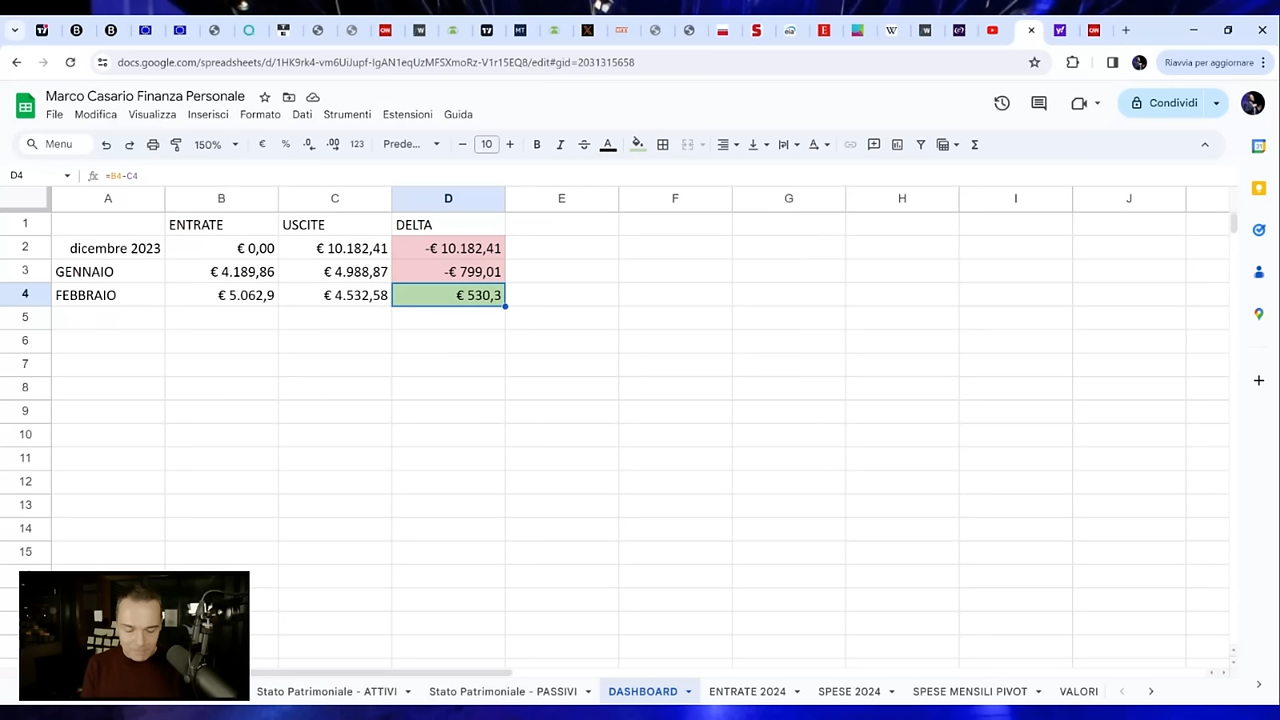 docs.google.com/spreadsheets/d/1HK9rk4-vm6UiJupf-IgAN1eqUzMFSXmoRz-V1r15EQ8/edit#gid=2031315658
Riavvia per aggiornare
Marco Casario Finanza Personale
File Modifica Visualizza Inserisci Formato Dati Strumenti Estensioni Guida
Condividi
Menu 150% € % .0 .00 123 Prede... 10 B I A
D4 fx =B4-C4
A B C D E F G H I J
1 ENTRATE USCITE DELTA
2 dicembre 2023 € 0,00 € 10.182,41 -€ 10.182,41
3 GENNAIO € 4.189,86 € 4.988,87 -€ 799,01
4 FEBBRAIO € 5.062,9 € 4.532,58 € 530,3
5
6
7
8
9
10
11
12
13
14
15
Stato Patrimoniale - ATTIVI Stato Patrimoniale - PASSIVI DASHBOARD ENTRATE 2024 SPESE 2024 SPESE MENSILI PIVOT VALORI